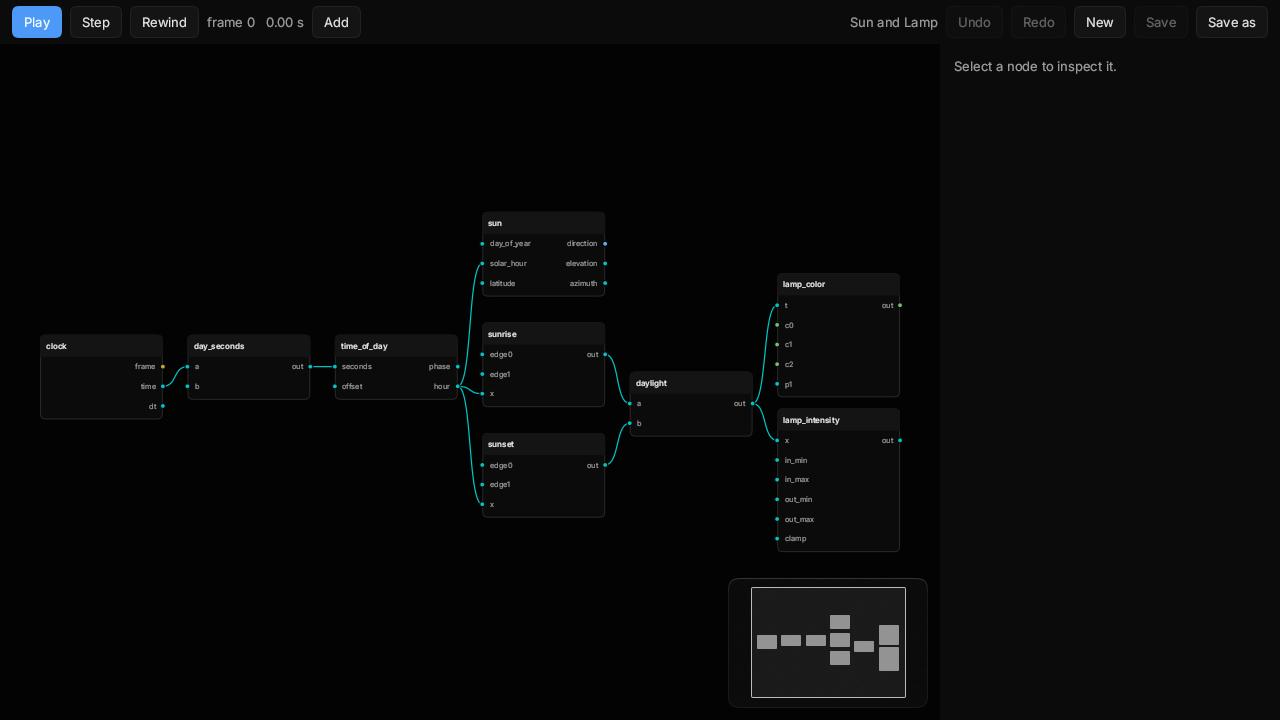 Play Step Rewind frame 0 0.00 s Add Sun and Lamp Undo Redo New Save Save as
Select a node to inspect it.
sun
day_of_year direction
solar_hour elevation
latitude azimuth
lamp_color
t out
c0
c1
c2
p1
clock
frame
time
dt
day_seconds
a out
b
time_of_day
seconds phase
offset hour
sunrise
edge0 out
edge1
x
daylight
a out
b
lamp_intensity
x out
in_min
in_max
out_min
out_max
clamp
sunset
edge0 out
edge1
x